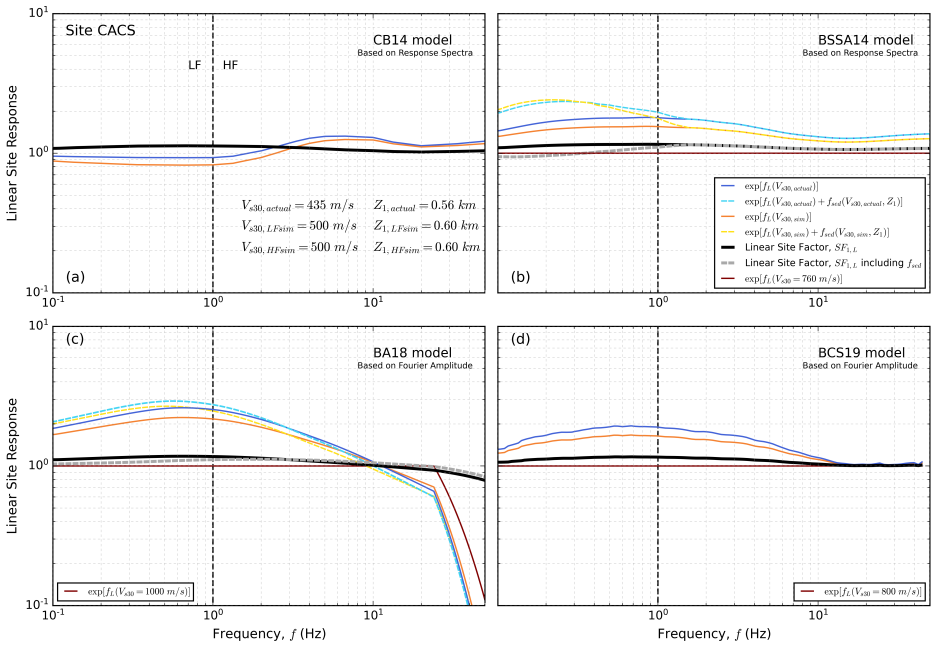 Site CACS
CB14 model
Based on Response Spectra
LF HF
V_{s30,actual} = 435 m/s Z_{1,actual} = 0.56 km
V_{s30,LFsim} = 500 m/s Z_{1,LFsim} = 0.60 km
V_{s30,HFsim} = 500 m/s Z_{1,HFsim} = 0.60 km
(a)
Linear Site Response
10^1
10^0
10^{-1}
10^{-1} 10^0 10^1
BSSA14 model
Based on Response Spectra
exp[f_L(V_{s30,actual})]
exp[f_L(V_{s30,actual}) + f_{sed}(V_{s30,actual}, Z_1)]
exp[f_L(V_{s30,sim})]
exp[f_L(V_{s30,sim}) + f_{sed}(V_{s30,sim}, Z_1)]
Linear Site Factor, SF_{1,L}
Linear Site Factor, SF_{1,L} including f_{sed}
exp[f_L(V_{s30} = 760 m/s)]
(b)
10^0 10^1
(c)
BA18 model
Based on Fourier Amplitude
exp[f_L(V_{s30} = 1000 m/s)]
Linear Site Response
10^1
10^0
10^{-1}
10^{-1} 10^0 10^1
Frequency, f (Hz)
(d)
BCS19 model
Based on Fourier Amplitude
exp[f_L(V_{s30} = 800 m/s)]
10^0 10^1
Frequency, f (Hz)